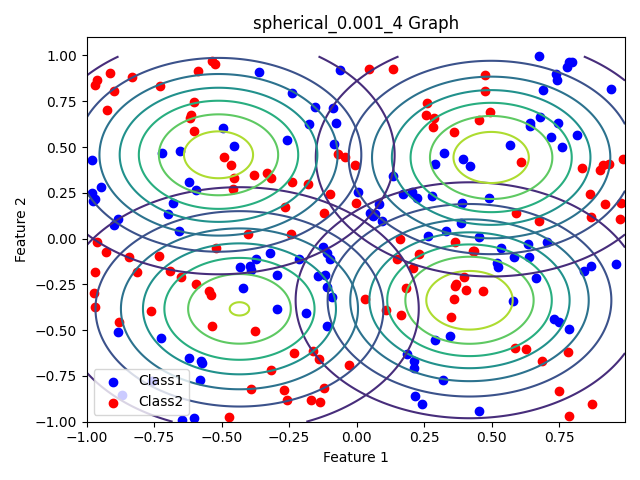 spherical_0.001_4 Graph
1.00
0.75
0.50
0.25
0.00
−0.25
−0.50
−0.75
−1.00
Feature 2
Class1
Class2
−1.00 −0.75 −0.50 −0.25 0.00 0.25 0.50 0.75
Feature 1